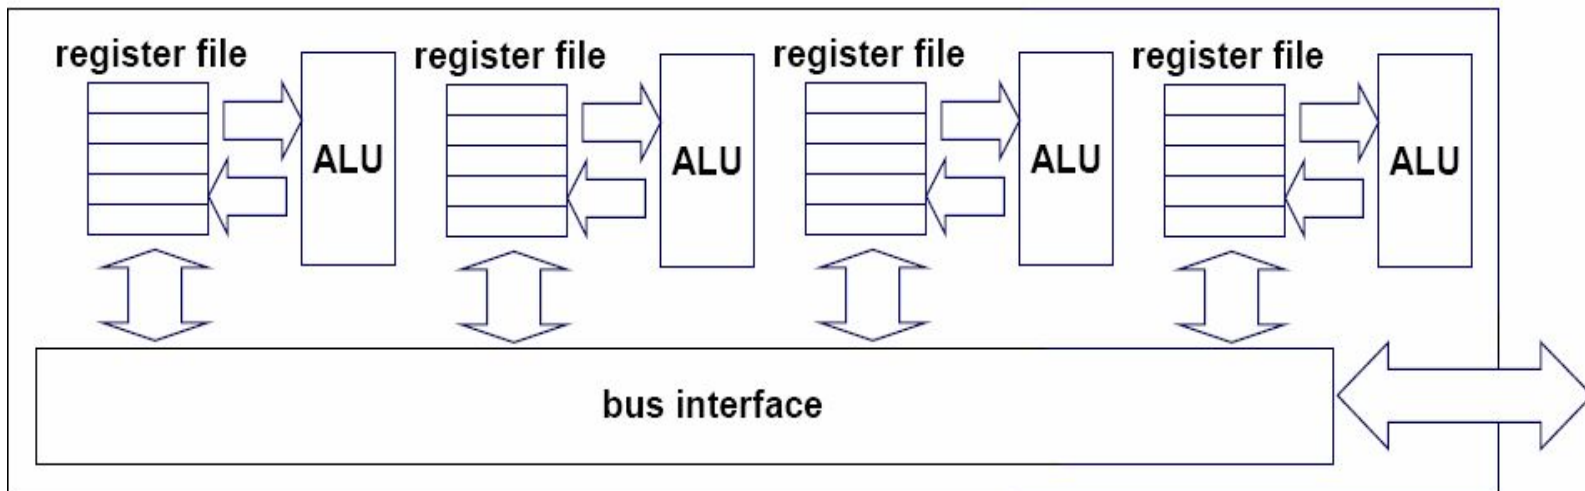 register file
register file
register file
register file
ALU
ALU
ALU
ALU
bus interface